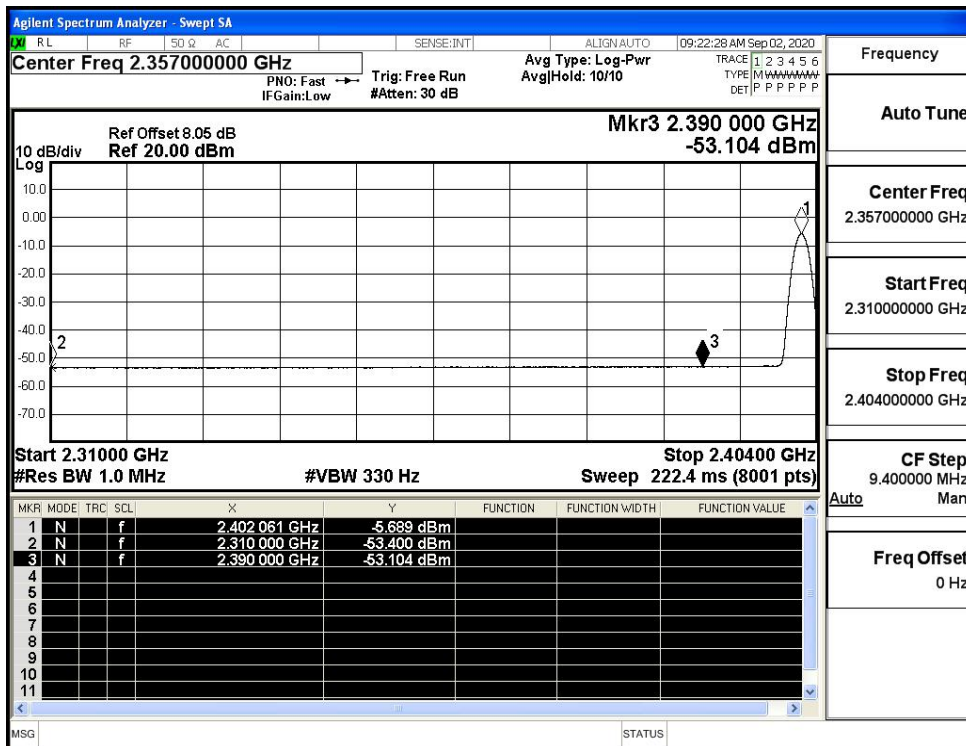 Agilent Spectrum Analyzer - Swept SA
LXI RL RF 50 Ω AC SENSE:INT ALIGN AUTO 09:22:28 AM Sep 02, 2020
Center Freq 2.357000000 GHz
PNO: Fast
IFGain:Low
Trig: Free Run
#Atten: 30 dB
Avg Type: Log-Pwr
Avg|Hold: 10/10
TRACE 1 2 3 4 5 6
TYPE M WWWWW
DET P P P P P P
Ref Offset 8.05 dB
10 dB/div Ref 20.00 dBm
Log
Mkr3 2.390 000 GHz
-53.104 dBm
10.0
0.00
-10.0
-20.0
-30.0
-40.0
-50.0
-60.0
-70.0
1
2
3
Start 2.31000 GHz Stop 2.40400 GHz
#Res BW 1.0 MHz #VBW 330 Hz Sweep 222.4 ms (8001 pts)
MKR MODE TRC SCL X Y FUNCTION FUNCTION WIDTH FUNCTION VALUE
1 N f 2.402 061 GHz -5.689 dBm
2 N f 2.310 000 GHz -53.400 dBm
3 N f 2.390 000 GHz -53.104 dBm
4
5
6
7
8
9
10
11
MSG STATUS
Frequency
Auto Tune
Center Freq
2.357000000 GHz
Start Freq
2.310000000 GHz
Stop Freq
2.404000000 GHz
CF Step
9.400000 MHz
Auto Man
Freq Offset
0 Hz